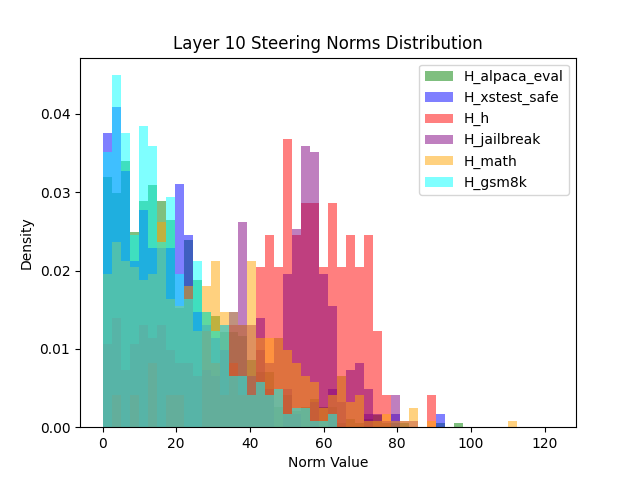 Layer 10 Steering Norms Distribution
H_alpaca_eval
H_xstest_safe
H_h
H_jailbreak
H_math
H_gsm8k
Density
0.04
0.03
0.02
0.01
0.00
0 20 40 60 80 100 120
Norm Value